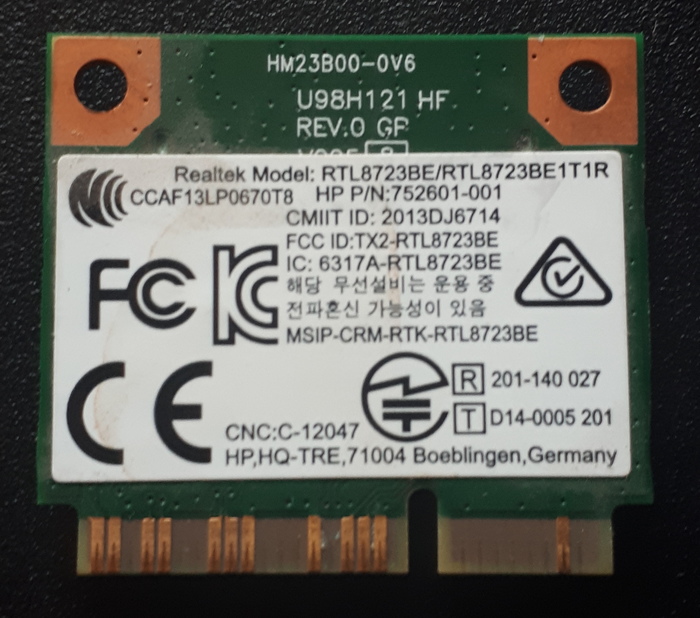 HM23B00-0V6
U98H121 HF
REV.0 GP
Realtek Model: RTL8723BE/RTL8723BE1T1R
CCAF13LP0670T8 HP P/N:752601-001
CMIIT ID: 2013DJ6714
FCC ID:TX2-RTL8723BE
IC: 6317A-RTL8723BE
해당 무선설비는 운용 중
전파혼신 가능성이 있음
MSIP-CRM-RTK-RTL8723BE
FC
CE
R 201-140 027
T D14-0005 201
CNC:C-12047
HP,HQ-TRE,71004 Boeblingen,Germany